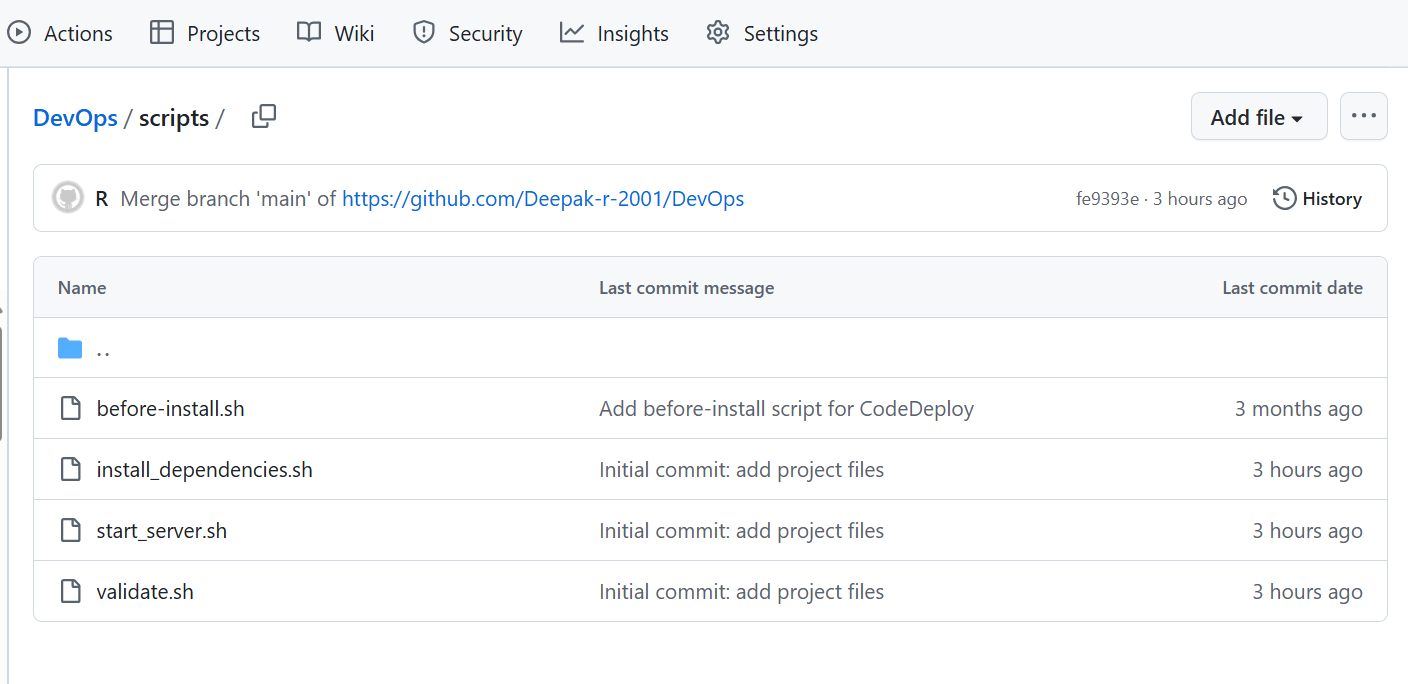 Actions Projects Wiki Security Insights Settings
DevOps / scripts /
Add file
R Merge branch 'main' of https://github.com/Deepak-r-2001/DevOps fe9393e · 3 hours ago History
Name Last commit message Last commit date
..
before-install.sh Add before-install script for CodeDeploy 3 months ago
install_dependencies.sh Initial commit: add project files 3 hours ago
start_server.sh Initial commit: add project files 3 hours ago
validate.sh Initial commit: add project files 3 hours ago